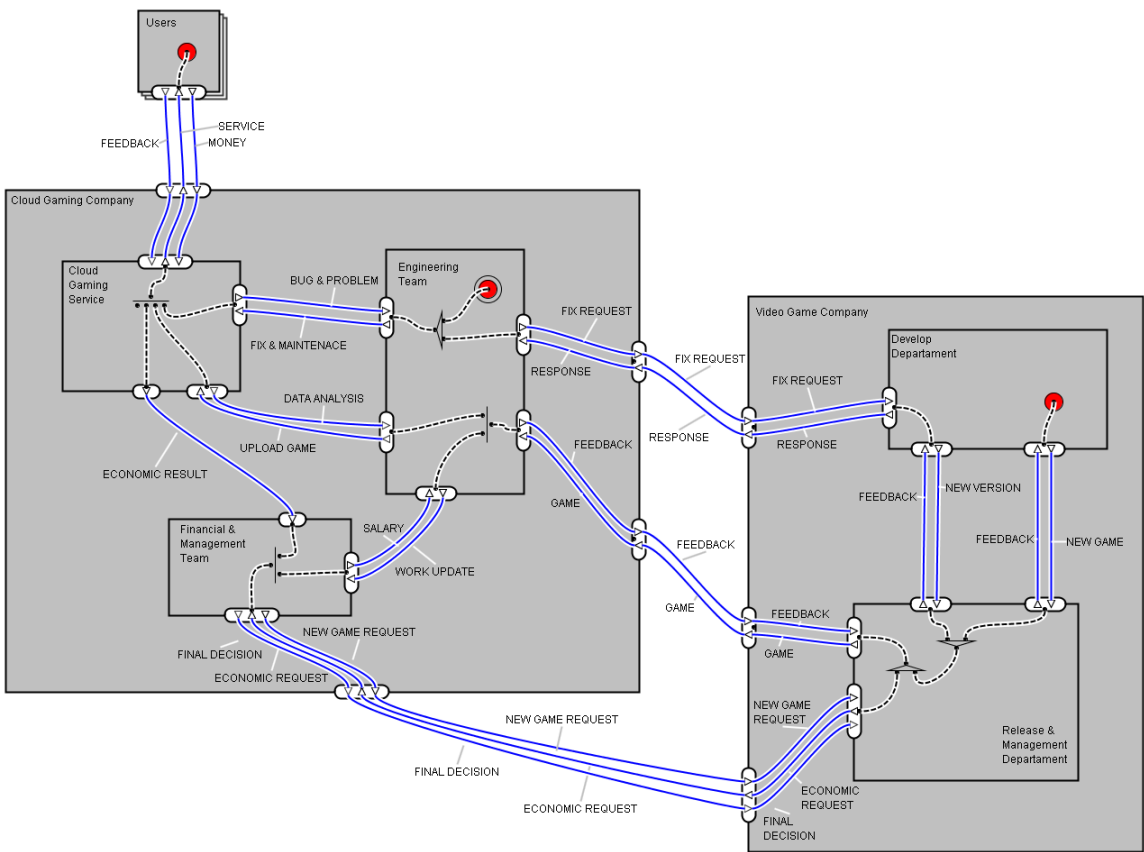 Users
SERVICE
FEEDBACK
MONEY
Cloud Gaming Company
Cloud
Gaming
Service
BUG & PROBLEM
Engineering
Team
FIX & MAINTENACE
FIX REQUEST
RESPONSE
FIX REQUEST
RESPONSE
DATA ANALYSIS
UPLOAD GAME
ECONOMIC RESULT
FEEDBACK
GAME
Financial &
Management
Team
SALARY
WORK UPDATE
FEEDBACK
GAME
NEW GAME REQUEST
FINAL DECISION
ECONOMIC REQUEST
NEW GAME REQUEST
FINAL DECISION
ECONOMIC REQUEST
Video Game Company
Develop
Departament
FIX REQUEST
RESPONSE
FEEDBACK
NEW VERSION
FEEDBACK
NEW GAME
FEEDBACK
GAME
NEW GAME
REQUEST
Release &
Management
Departament
ECONOMIC
REQUEST
FINAL
DECISION